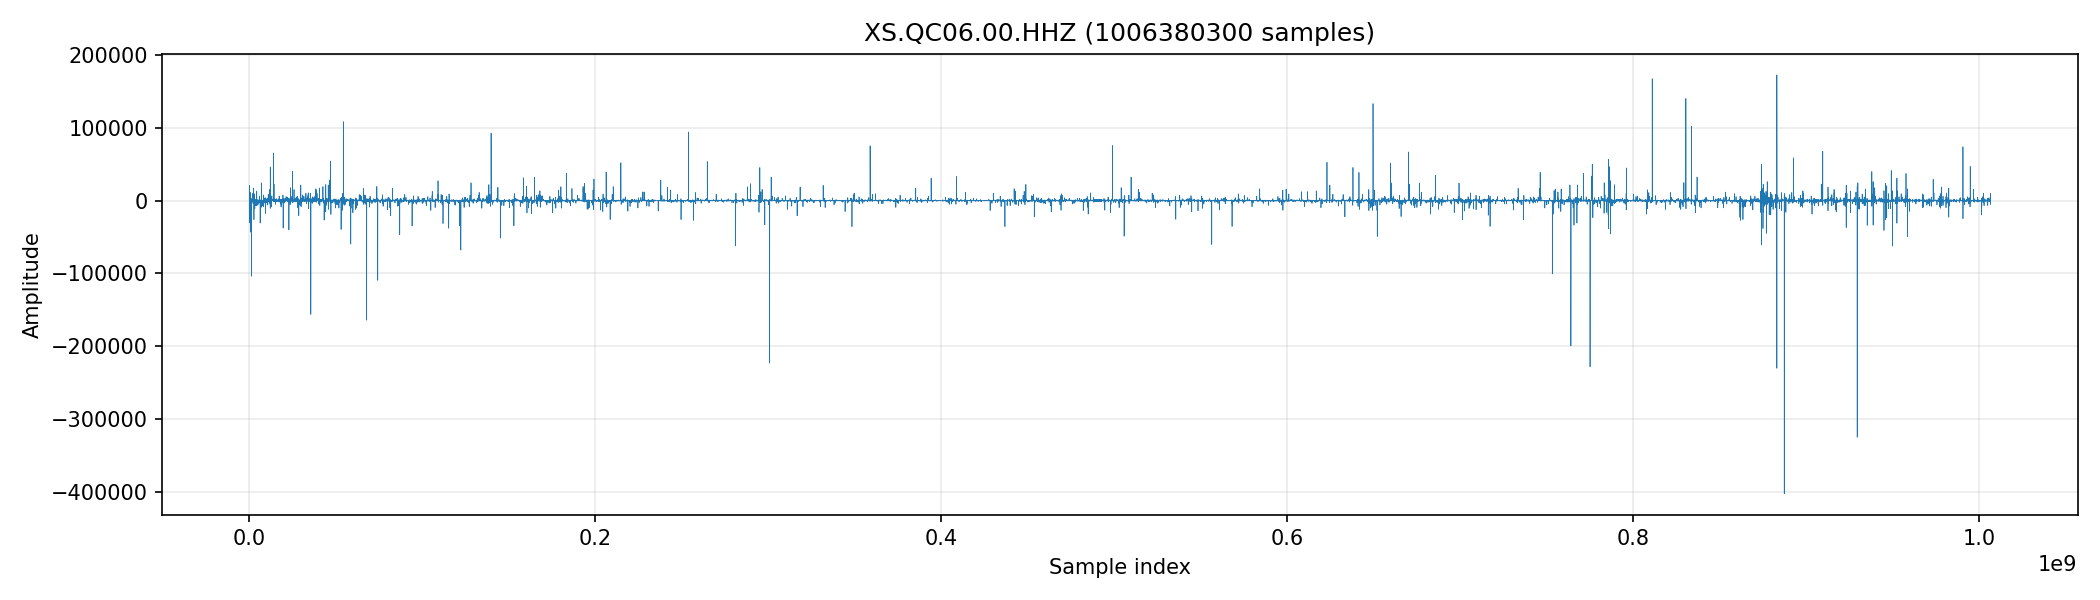 XS.QC06.00.HHZ (1006380300 samples)
200000
100000
0
−100000
−200000
−300000
−400000
Amplitude
0.0 0.2 0.4 0.6 0.8 1.0
1e9
Sample index